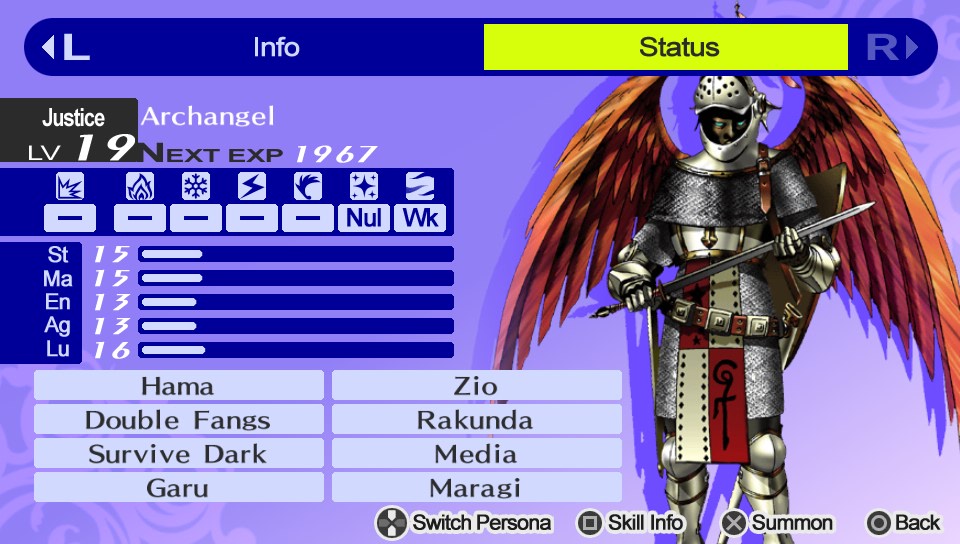 L Info Status R
Justice Archangel
LV 19 NEXT EXP 1967
– – – – – Nul Wk
St 15
Ma 15
En 13
Ag 13
Lu 16
Hama Zio
Double Fangs Rakunda
Survive Dark Media
Garu Maragi
Switch Persona Skill Info Summon Back